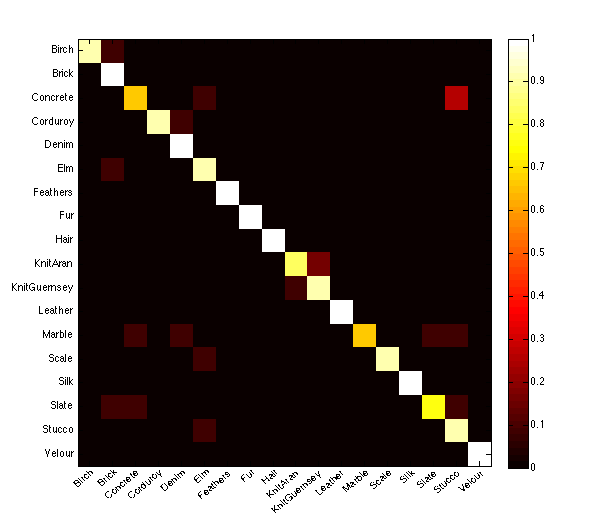 Birch
Brick
Concrete
Corduroy
Denim
Elm
Feathers
Fur
Hair
KnitAran
KnitGuernsey
Leather
Marble
Scale
Silk
Slate
Stucco
Velour
Birch Brick Concrete Corduroy Denim Elm Feathers Fur Hair KnitAran KnitGuernsey Leather Marble Scale Silk Slate Stucco Velour
1
0.9
0.8
0.7
0.6
0.5
0.4
0.3
0.2
0.1
0